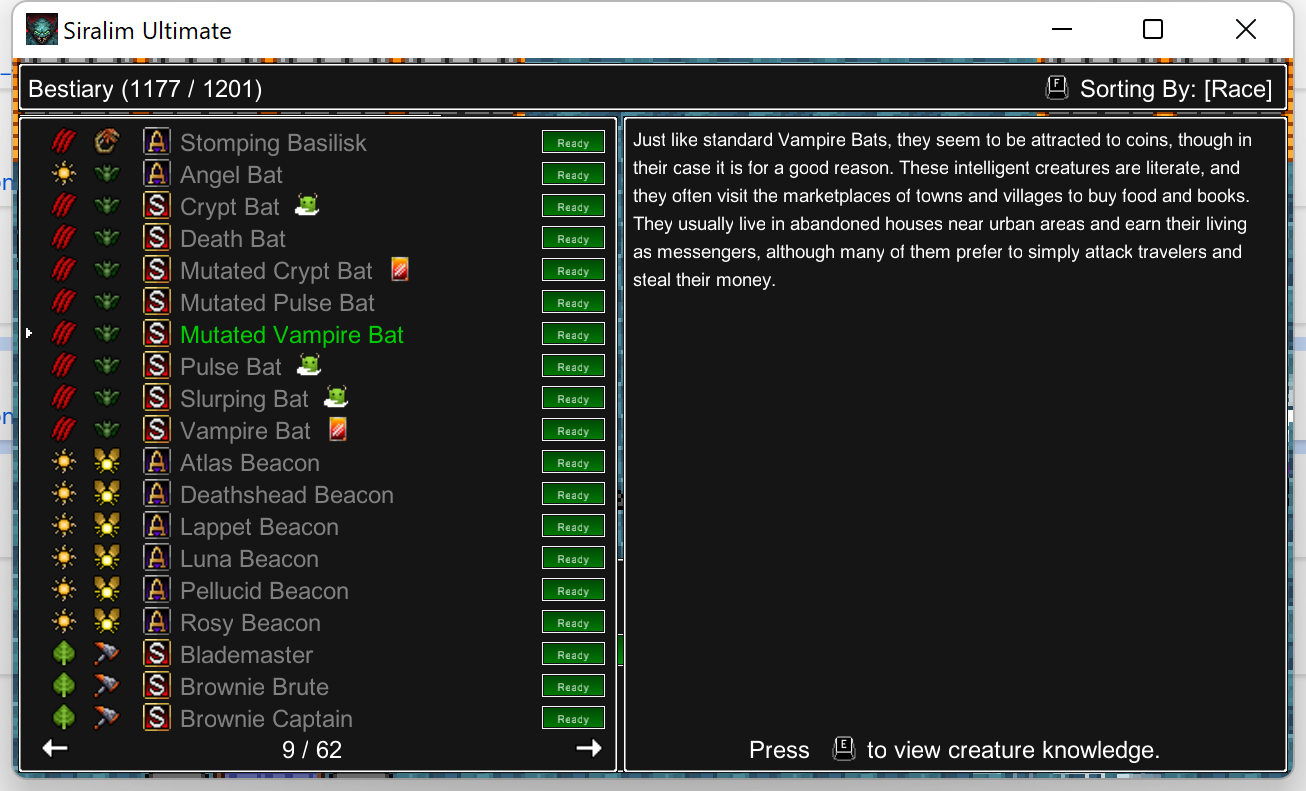 Siralim Ultimate
Bestiary (1177 / 1201)
F Sorting By: [Race]
A Stomping Basilisk Ready
A Angel Bat Ready
S Crypt Bat Ready
S Death Bat Ready
S Mutated Crypt Bat Ready
S Mutated Pulse Bat Ready
S Mutated Vampire Bat Ready
S Pulse Bat Ready
S Slurping Bat Ready
S Vampire Bat Ready
A Atlas Beacon Ready
A Deathshead Beacon Ready
A Lappet Beacon Ready
A Luna Beacon Ready
A Pellucid Beacon Ready
A Rosy Beacon Ready
S Blademaster Ready
S Brownie Brute Ready
S Brownie Captain Ready
9 / 62
Just like standard Vampire Bats, they seem to be attracted to coins, though in
their case it is for a good reason. These intelligent creatures are literate, and
they often visit the marketplaces of towns and villages to buy food and books.
They usually live in abandoned houses near urban areas and earn their living
as messengers, although many of them prefer to simply attack travelers and
steal their money.
Press E to view creature knowledge.